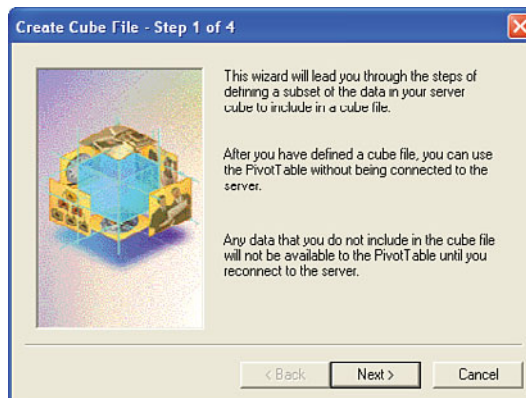 Create Cube File - Step 1 of 4
This wizard will lead you through the steps of
defining a subset of the data in your server
cube to include in a cube file.
After you have defined a cube file, you can use
the PivotTable without being connected to the
server.
Any data that you do not include in the cube file
will not be available to the PivotTable until you
reconnect to the server.
< Back Next > Cancel